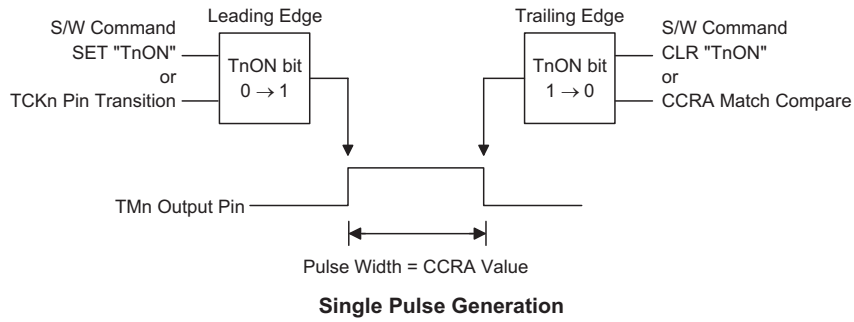 Leading Edge
S/W Command
SET "TnON"
or
TCKn Pin Transition
TnON bit
0 → 1
Trailing Edge
TnON bit
1 → 0
S/W Command
CLR "TnON"
or
CCRA Match Compare
TMn Output Pin
Pulse Width = CCRA Value
Single Pulse Generation